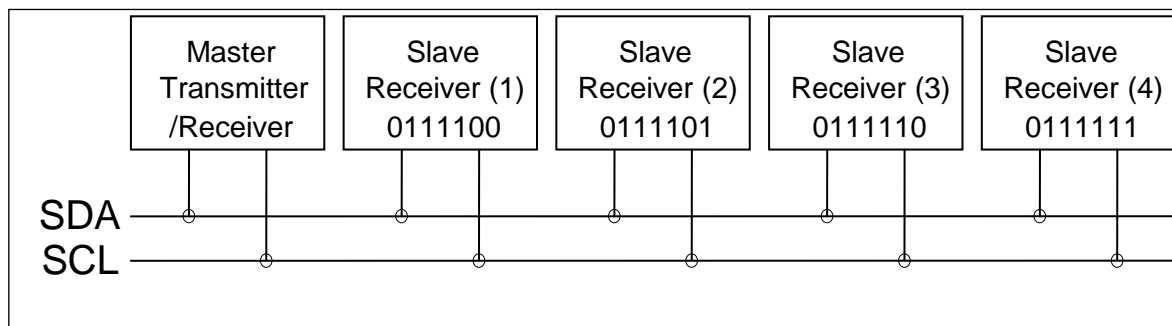 Master
Transmitter
/Receiver
Slave
Receiver (1)
0111100
Slave
Receiver (2)
0111101
Slave
Receiver (3)
0111110
Slave
Receiver (4)
0111111
SDA
SCL